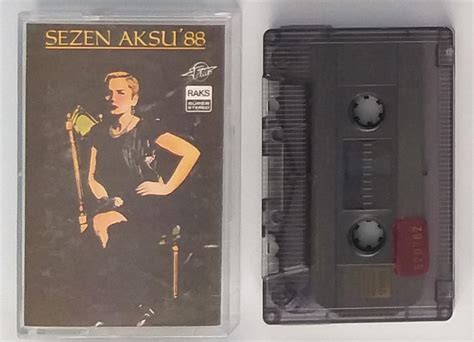 SEZEN AKSU'88
RAKS
SÜPER
STEREO